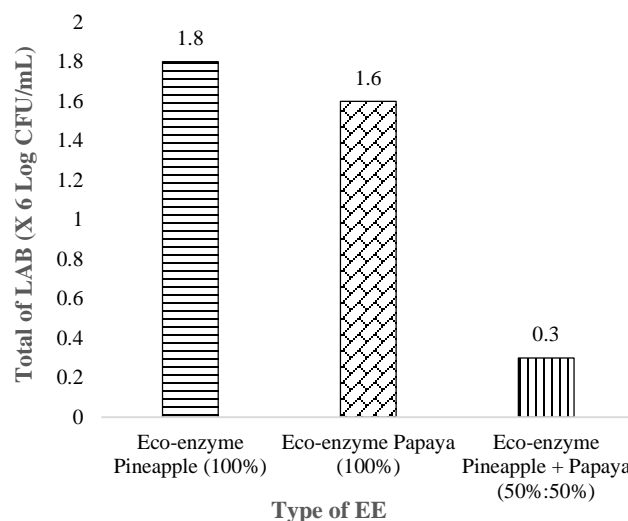 Total of LAB (X 6 Log CFU/mL)
2
1.8
1.6
1.4
1.2
1
0.8
0.6
0.4
0.2
0
1.8
1.6
0.3
Eco-enzyme
Pineapple (100%)
Eco-enzyme Papaya
(100%)
Eco-enzyme
Pineapple + Papaya
(50%:50%)
Type of EE